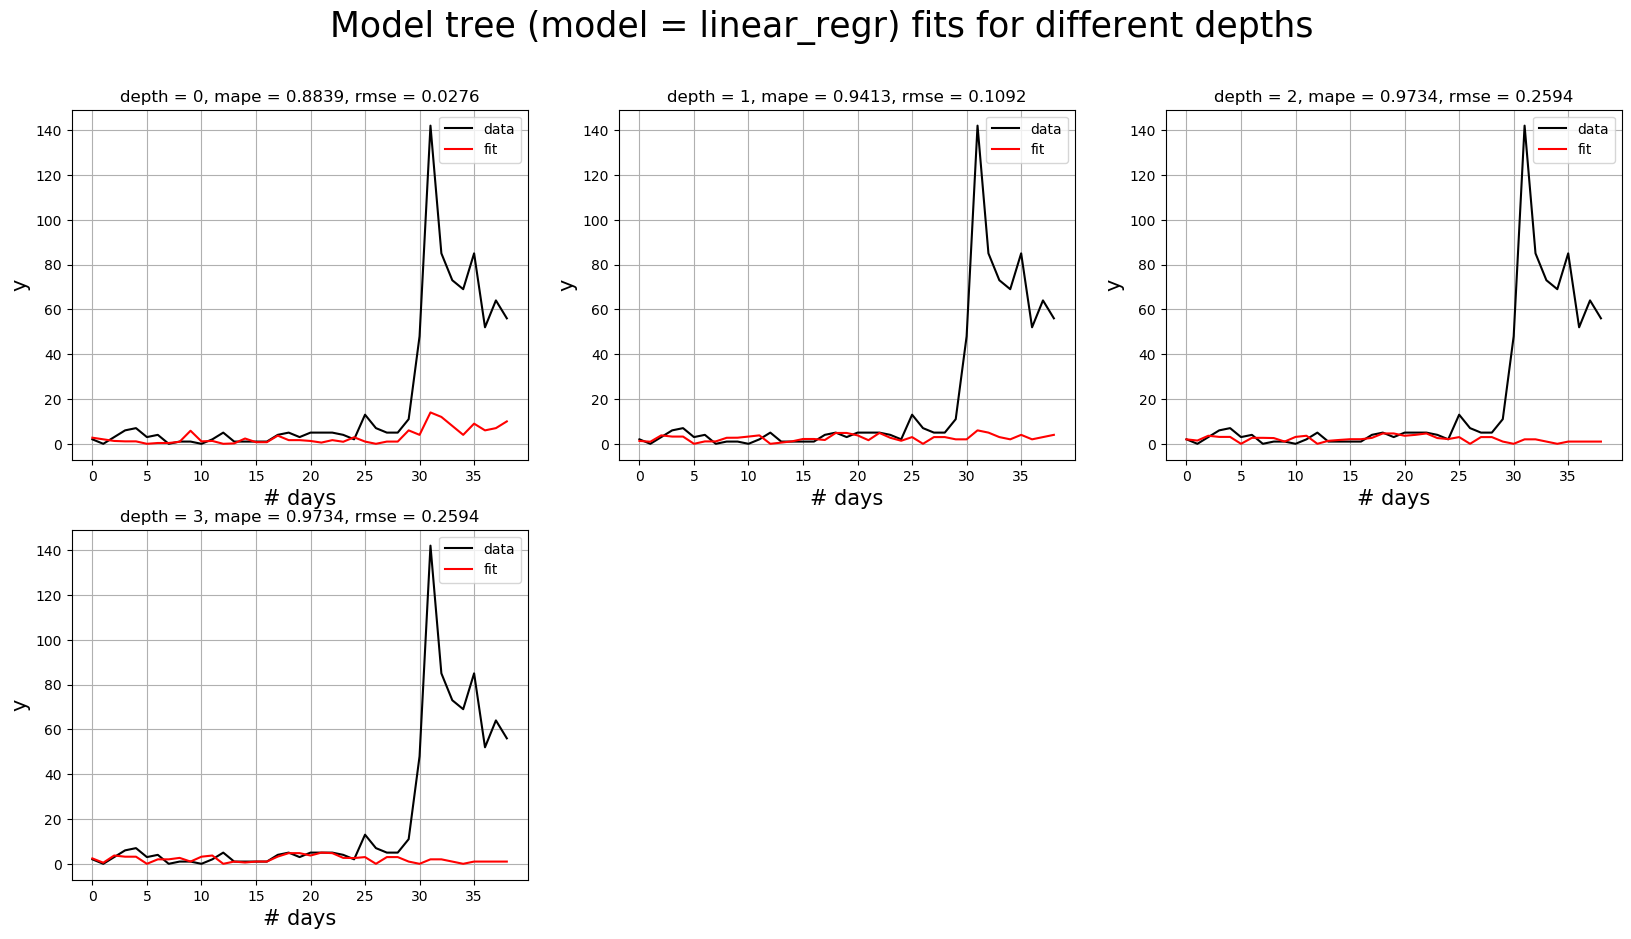 Model tree (model = linear_regr) fits for different depths
depth = 0, mape = 0.8839, rmse = 0.0276
data
fit
y
140
120
100
80
60
40
20
0
0 5 10 15 20 25 30 35
# days
depth = 1, mape = 0.9413, rmse = 0.1092
data
fit
y
140
120
100
80
60
40
20
0
0 5 10 15 20 25 30 35
# days
depth = 2, mape = 0.9734, rmse = 0.2594
data
fit
y
140
120
100
80
60
40
20
0
0 5 10 15 20 25 30 35
# days
depth = 3, mape = 0.9734, rmse = 0.2594
data
fit
y
140
120
100
80
60
40
20
0
0 5 10 15 20 25 30 35
# days